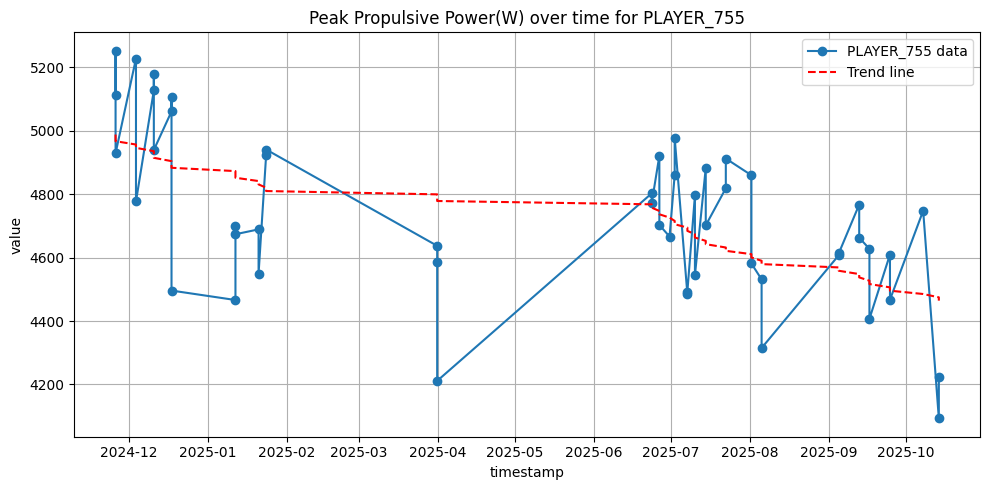 Peak Propulsive Power(W) over time for PLAYER_755
PLAYER_755 data
Trend line
value
5200
5000
4800
4600
4400
4200
2024-12 2025-01 2025-02 2025-03 2025-04 2025-05 2025-06 2025-07 2025-08 2025-09 2025-10
timestamp